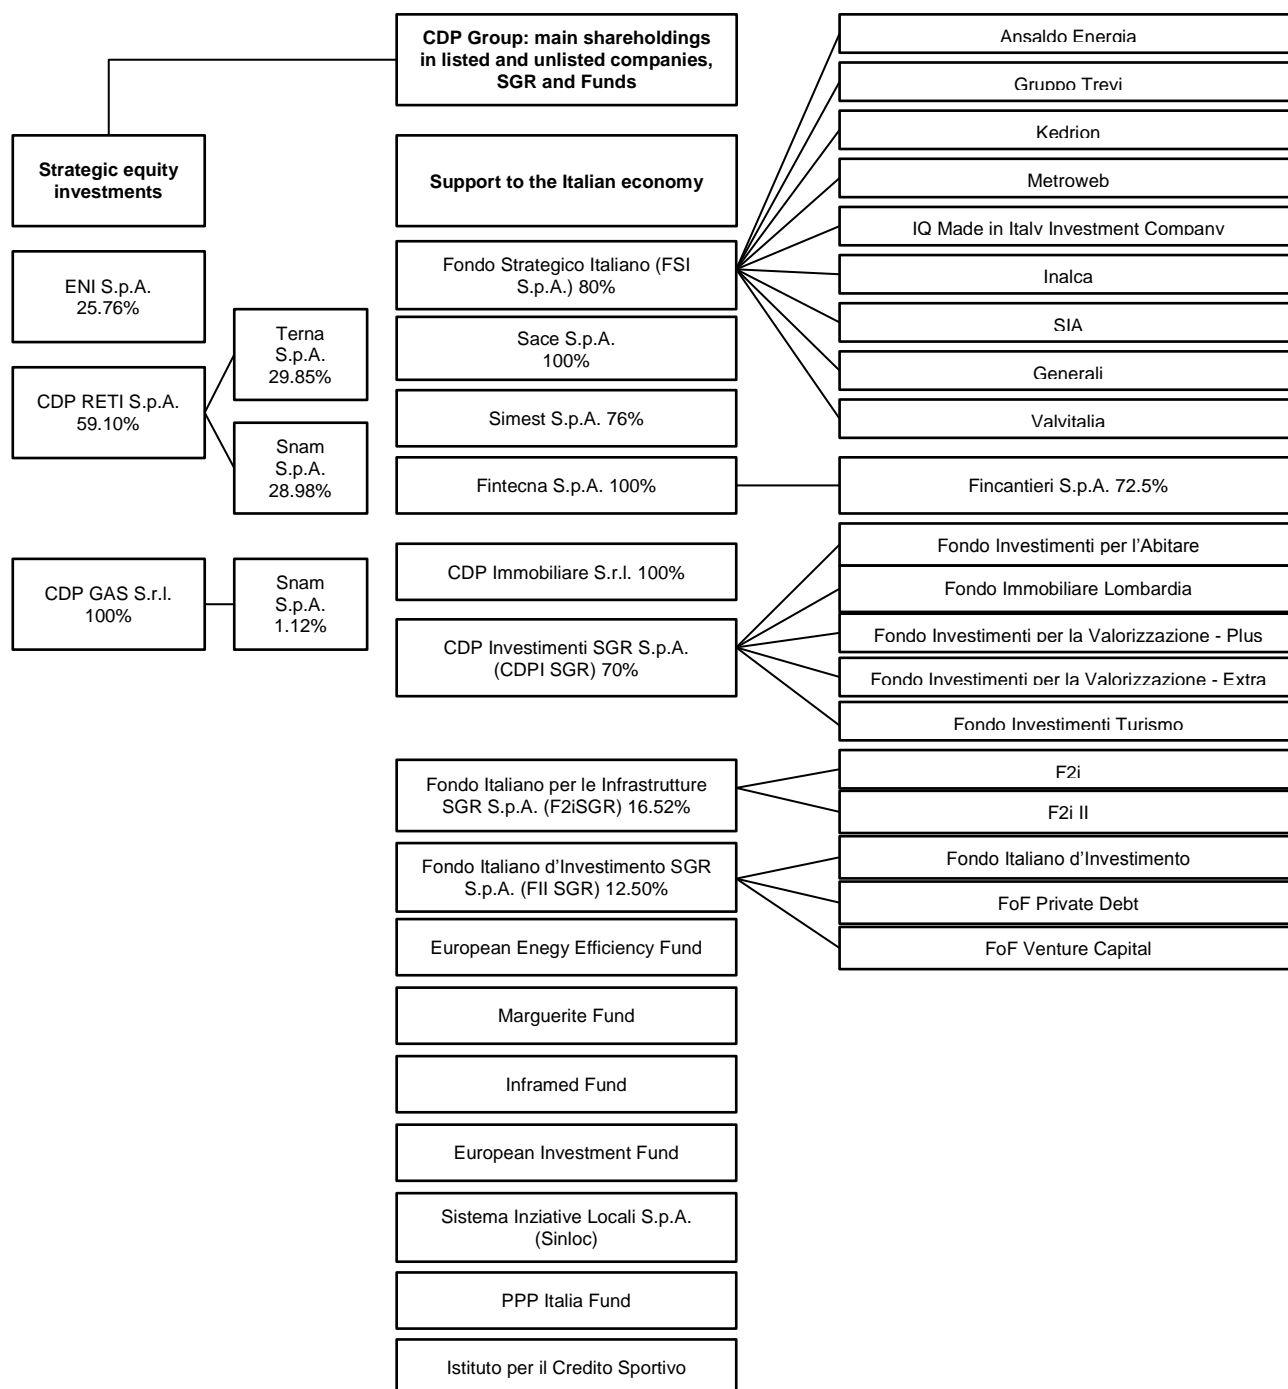 CDP Group: main shareholdings
in listed and unlisted companies,
SGR and Funds
Strategic equity
investments
ENI S.p.A.
25.76%
CDP RETI S.p.A.
59.10%
Terna
S.p.A.
29.85%
Snam
S.p.A.
28.98%
CDP GAS S.r.l.
100%
Snam
S.p.A.
1.12%
Support to the Italian economy
Fondo Strategico Italiano (FSI
S.p.A.) 80%
Sace S.p.A.
100%
Simest S.p.A. 76%
Fintecna S.p.A. 100%
CDP Immobiliare S.r.l. 100%
CDP Investimenti SGR S.p.A.
(CDPI SGR) 70%
Fondo Italiano per le Infrastrutture
SGR S.p.A. (F2iSGR) 16.52%
Fondo Italiano d’Investimento SGR
S.p.A. (FII SGR) 12.50%
European Enegy Efficiency Fund
Marguerite Fund
Inframed Fund
European Investment Fund
Sistema Inziative Locali S.p.A.
(Sinloc)
PPP Italia Fund
Istituto per il Credito Sportivo
Ansaldo Energia
Gruppo Trevi
Kedrion
Metroweb
IQ Made in Italy Investment Company
Inalca
SIA
Generali
Valvitalia
Fincantieri S.p.A. 72.5%
Fondo Investimenti per l’Abitare
Fondo Immobiliare Lombardia
Fondo Investimenti per la Valorizzazione - Plus
Fondo Investimenti per la Valorizzazione - Extra
Fondo Investimenti Turismo
F2i
F2i II
Fondo Italiano d’Investimento
FoF Private Debt
FoF Venture Capital